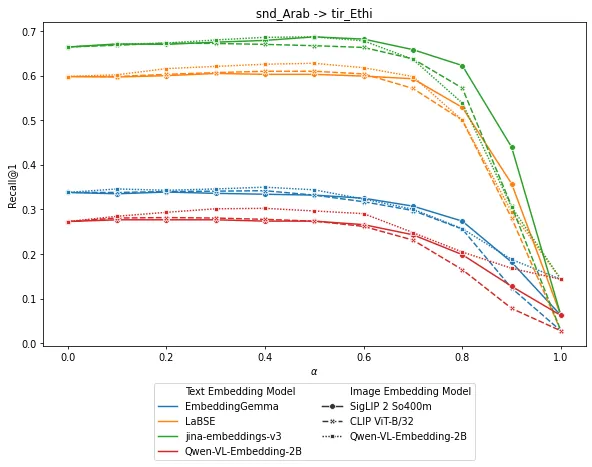 snd_Arab -> tir_Ethi
Recall@1
0.7
0.6
0.5
0.4
0.3
0.2
0.1
0.0
0.0 0.2 0.4 0.6 0.8 1.0
α
Text Embedding Model
EmbeddingGemma
LaBSE
jina-embeddings-v3
Qwen-VL-Embedding-2B
Image Embedding Model
SigLIP 2 So400m
CLIP ViT-B/32
Qwen-VL-Embedding-2B